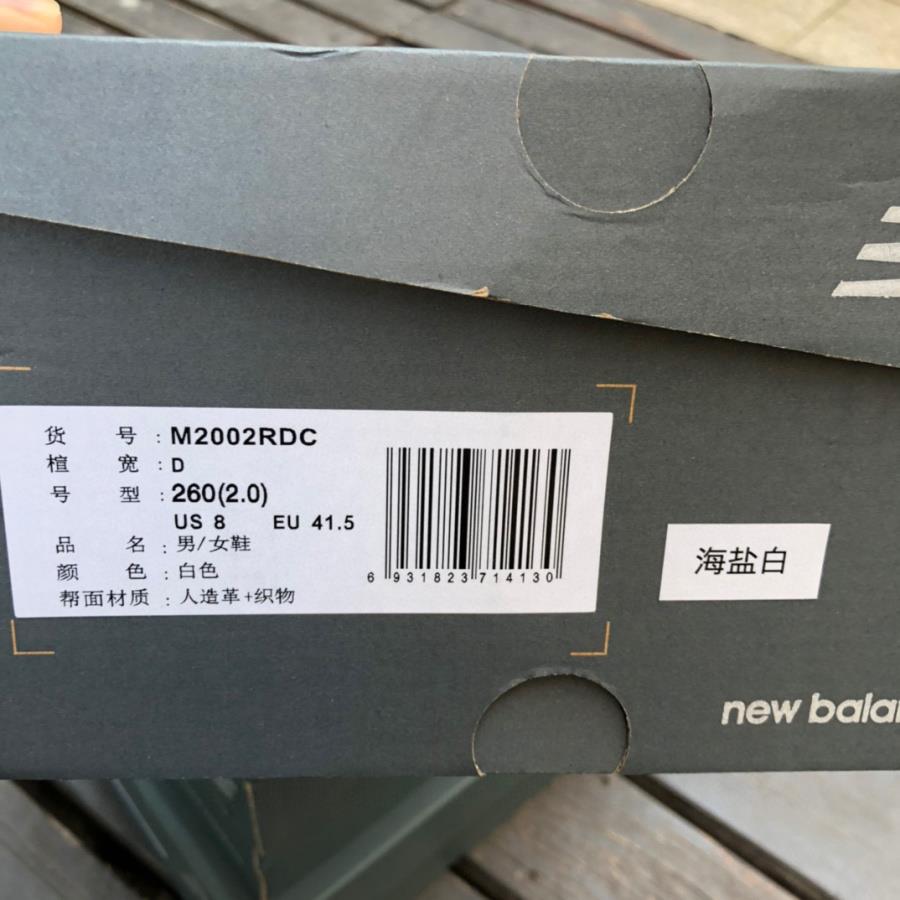 货 号 : M2002RDC
楦 宽 : D
号 型 : 260(2.0)
US 8 EU 41.5
品 名 : 男/女鞋
颜 色 : 白色
帮面材质 : 人造革+织物
6 931823 714130
海盐白
new balan